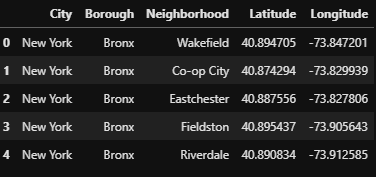 City Borough Neighborhood Latitude Longitude
0 New York Bronx Wakefield 40.894705 -73.847201
1 New York Bronx Co-op City 40.874294 -73.829939
2 New York Bronx Eastchester 40.887556 -73.827806
3 New York Bronx Fieldston 40.895437 -73.905643
4 New York Bronx Riverdale 40.890834 -73.912585